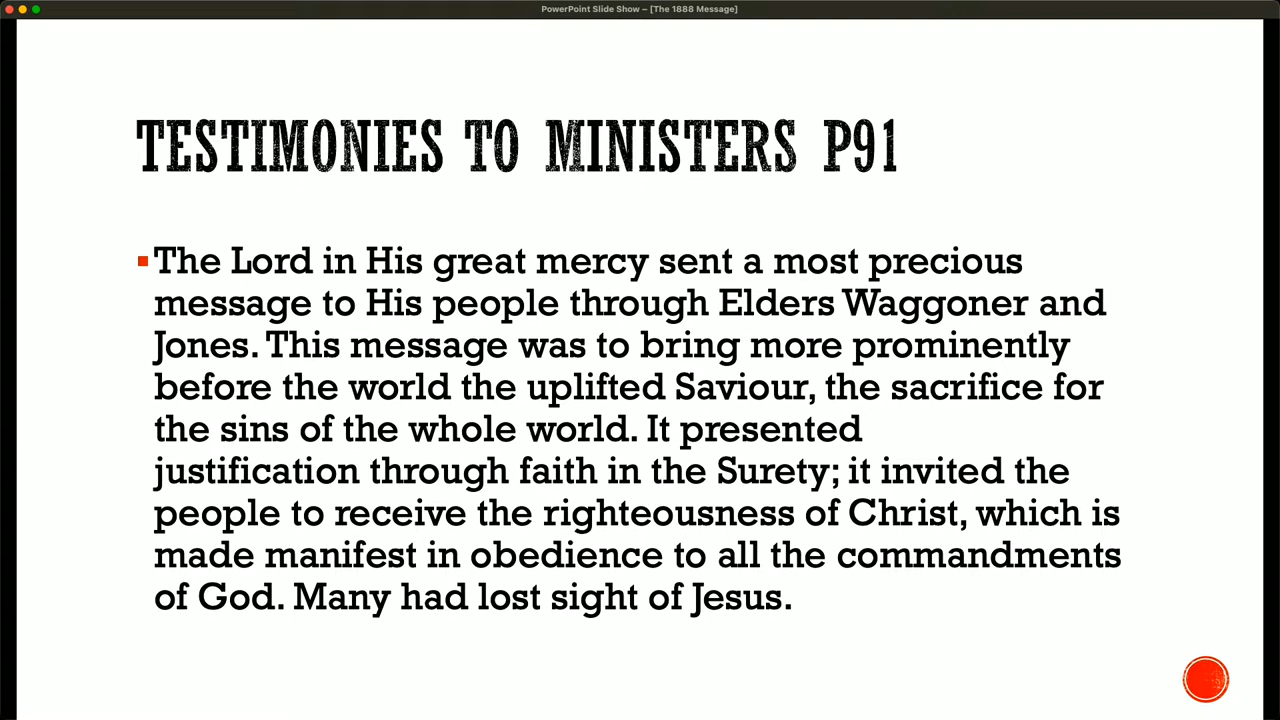 PowerPoint Slide Show – [The 1888 Message]
TESTIMONIES TO MINISTERS P91
The Lord in His great mercy sent a most precious
message to His people through Elders Waggoner and
Jones. This message was to bring more prominently
before the world the uplifted Saviour, the sacrifice for
the sins of the whole world. It presented
justification through faith in the Surety; it invited the
people to receive the righteousness of Christ, which is
made manifest in obedience to all the commandments
of God. Many had lost sight of Jesus.